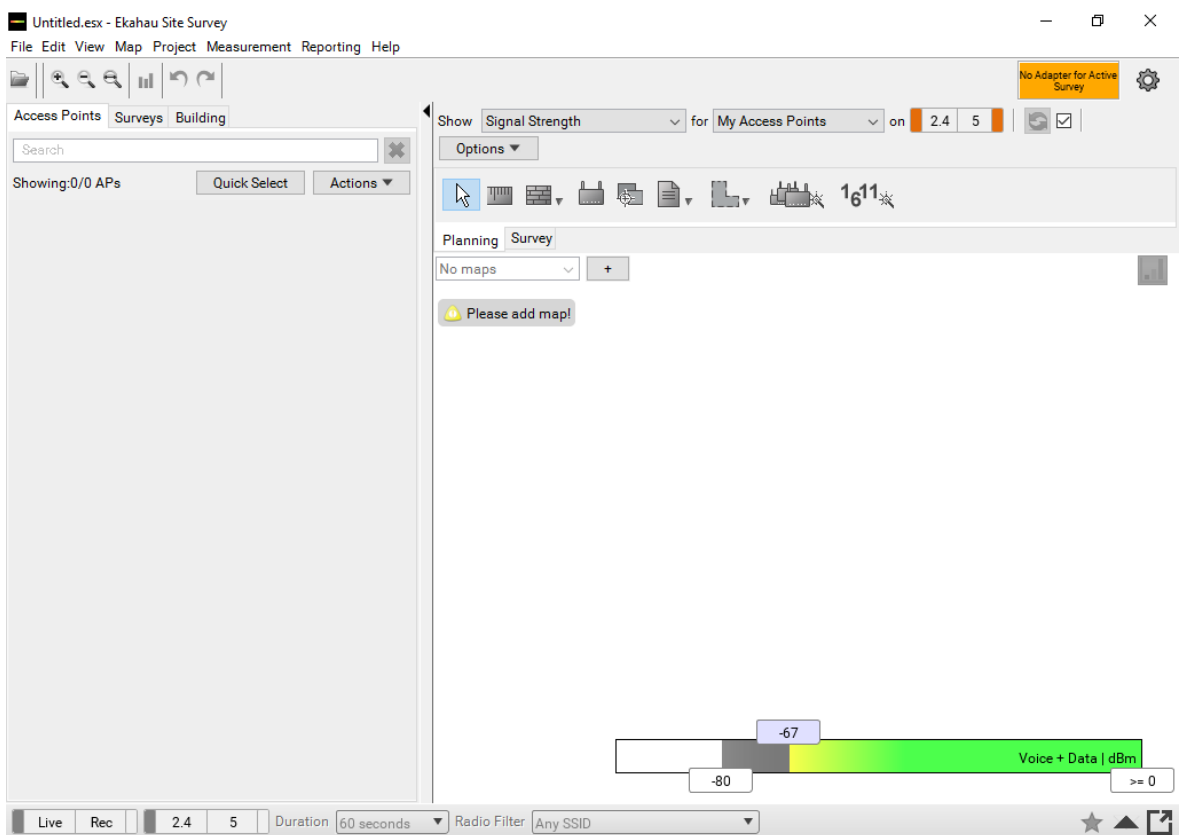 Untitled.esx - Ekahau Site Survey
File Edit View Map Project Measurement Reporting Help
No Adapter for Active
Survey
Access Points Surveys Building
Search
Showing:0/0 APs Quick Select Actions
Show Signal Strength for My Access Points on 2.4 5
Options
1611
Planning Survey
No maps +
Please add map!
-67
Voice + Data | dBm
-80 >= 0
Live Rec 2.4 5 Duration 60 seconds Radio Filter Any SSID